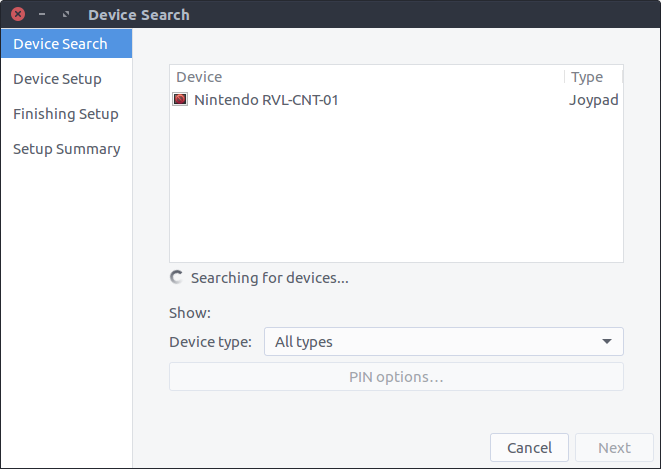 Device Search
Device Search
Device Setup
Finishing Setup
Setup Summary
Device Type
Nintendo RVL-CNT-01 Joypad
Searching for devices...
Show:
Device type: All types
PIN options...
Cancel Next